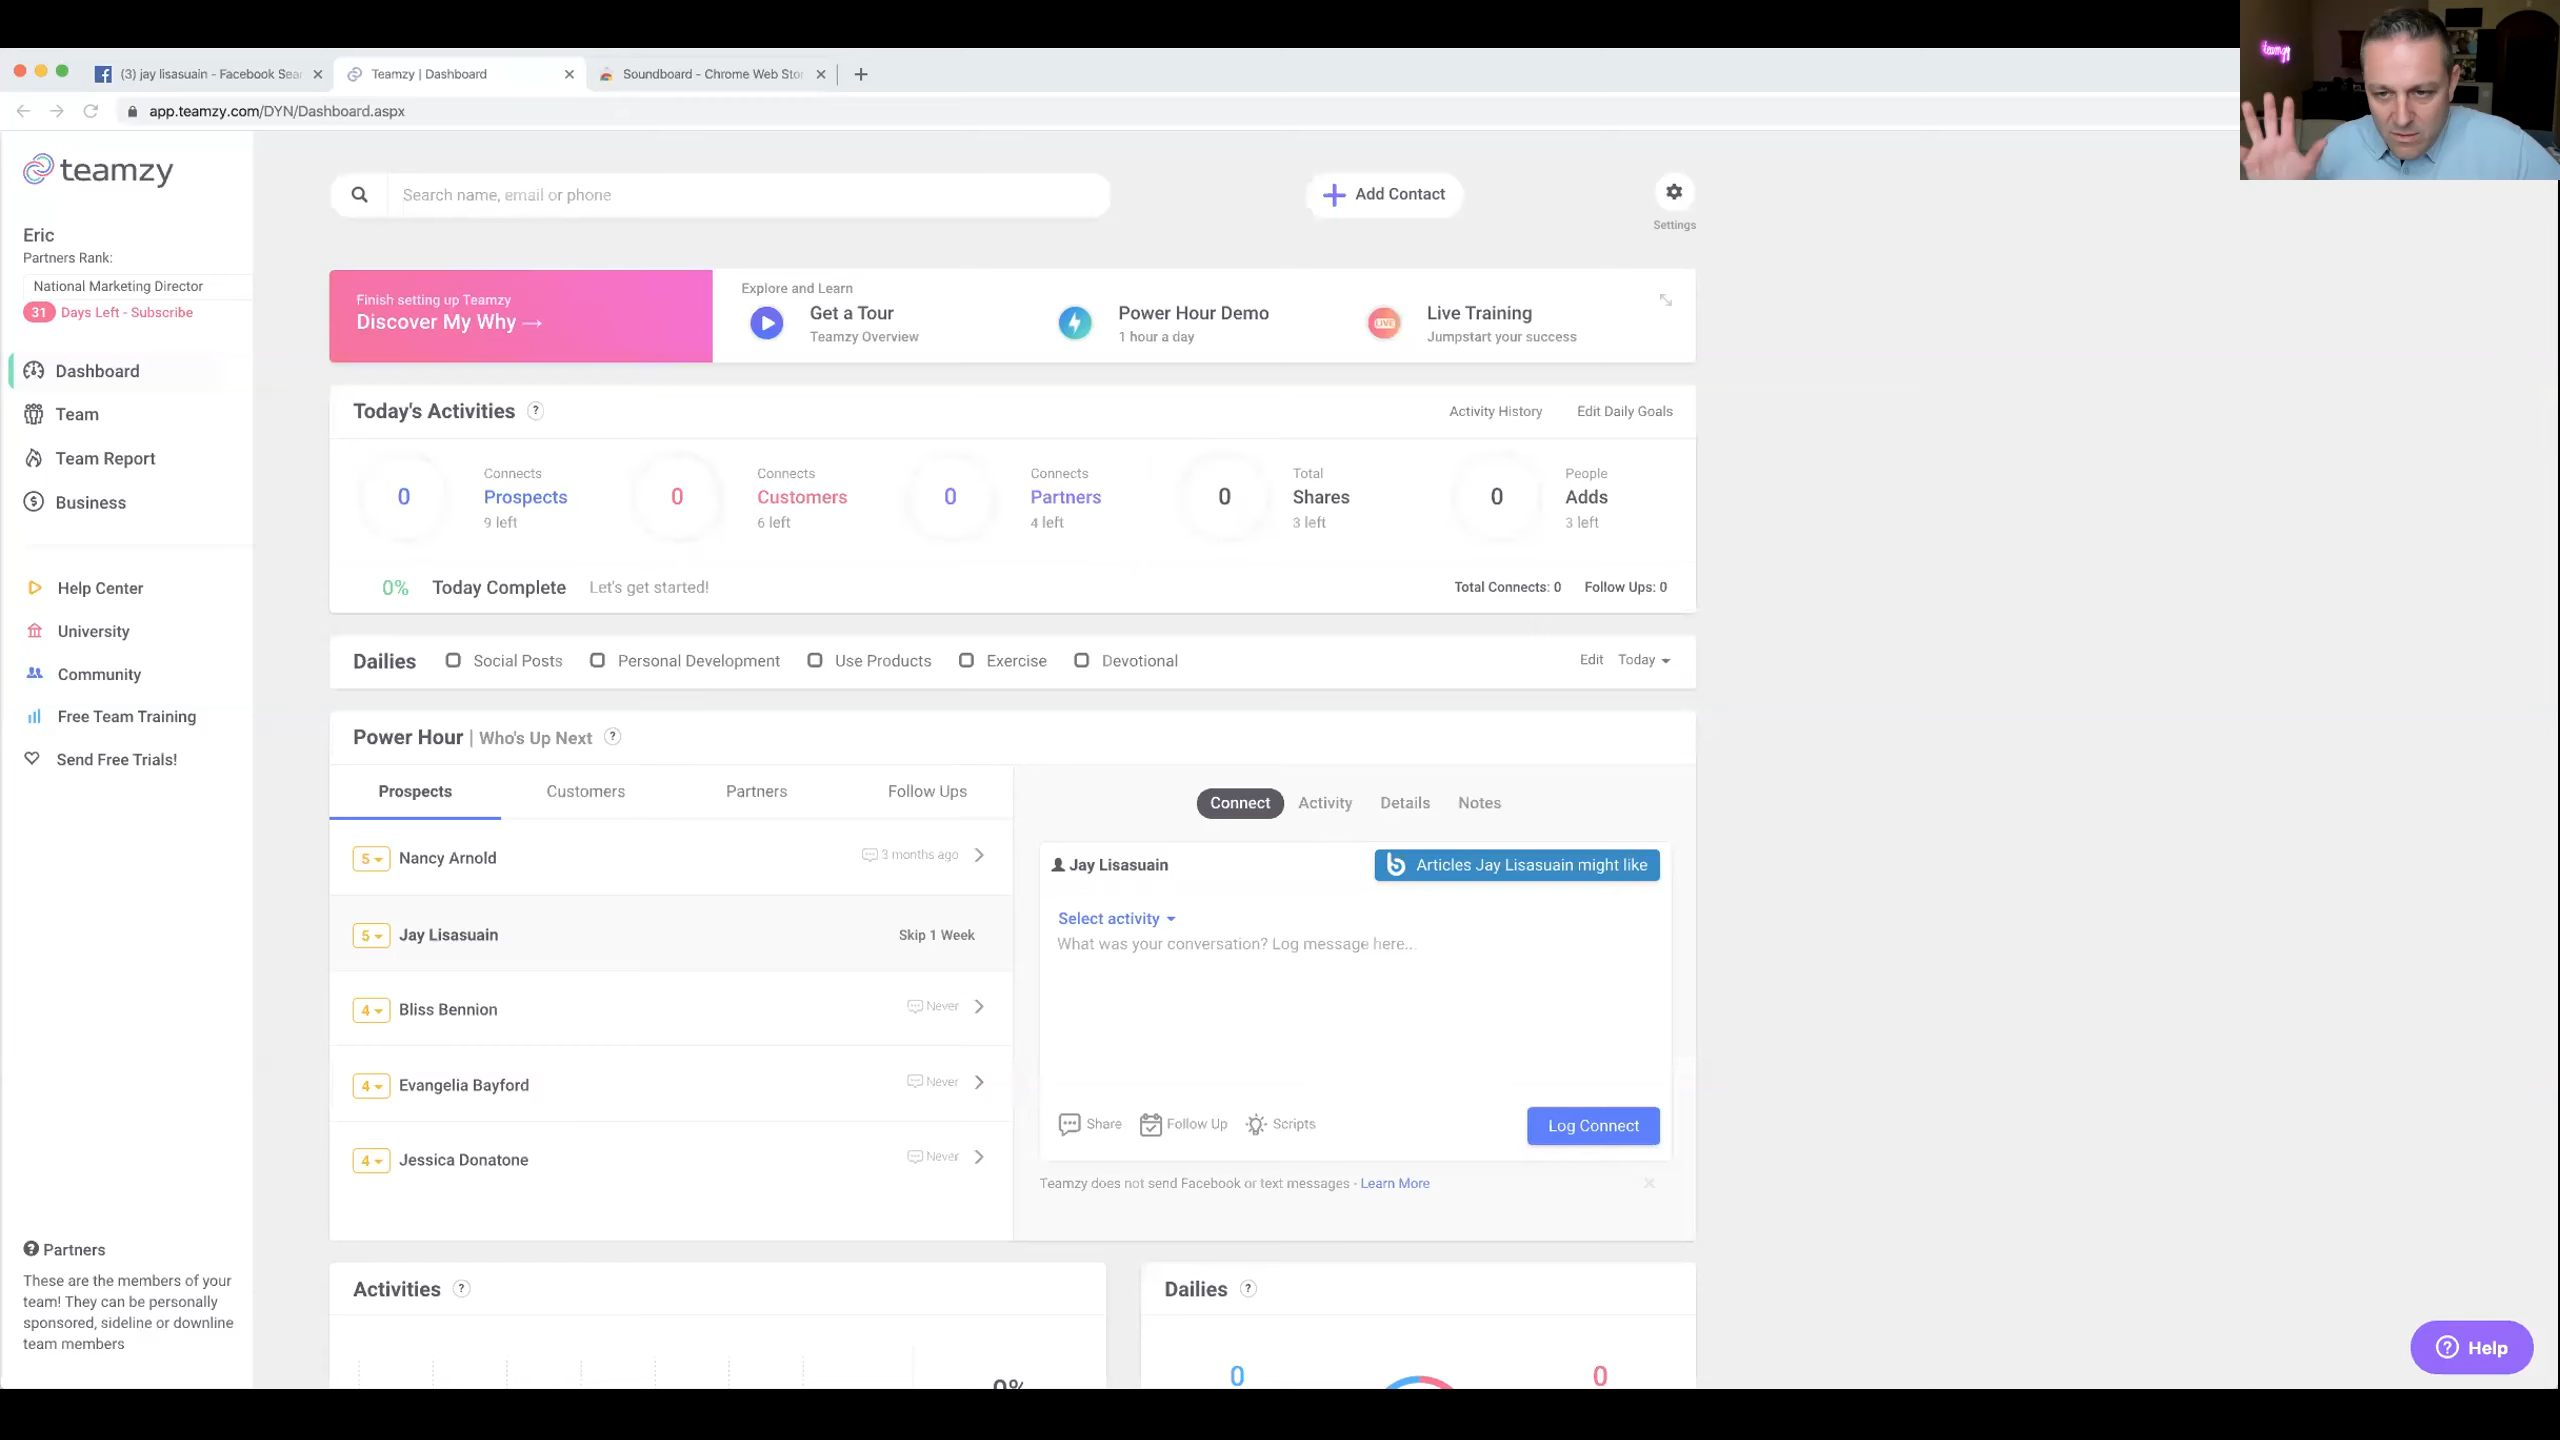 (3) jay lisasuain - Facebook Sea
Teamzy | Dashboard
Soundboard - Chrome Web Stor
app.teamzy.com/DYN/Dashboard.aspx
teamzy
teamzy
Eric
Partners Rank:
National Marketing Director
31 Days Left - Subscribe
Dashboard
Team
Team Report
Business
Help Center
University
Community
Free Team Training
Send Free Trials!
Partners
These are the members of your
team! They can be personally
sponsored, sideline or downline
team members
Search name, email or phone
Add Contact
Settings
Finish setting up Teamzy
Discover My Why →
Explore and Learn
Get a Tour
Teamzy Overview
Power Hour Demo
1 hour a day
LIVE
Live Training
Jumpstart your success
Today's Activities ?
Activity History
Edit Daily Goals
0
Connects
Prospects
9 left
0
Connects
Customers
6 left
0
Connects
Partners
4 left
0
Total
Shares
3 left
0
People
Adds
3 left
0% Today Complete Let's get started!
Total Connects: 0 Follow Ups: 0
Dailies Social Posts Personal Development Use Products Exercise Devotional
Edit Today
Power Hour | Who's Up Next ?
Prospects Customers Partners Follow Ups
5 Nancy Arnold 3 months ago
5 Jay Lisasuain Skip 1 Week
4 Bliss Bennion Never
4 Evangelia Bayford Never
4 Jessica Donatone Never
Connect Activity Details Notes
Jay Lisasuain
b Articles Jay Lisasuain might like
Select activity
What was your conversation? Log message here...
Share Follow Up Scripts
Log Connect
Teamzy does not send Facebook or text messages - Learn More
Activities ?
0%
Dailies ?
0
0
? Help